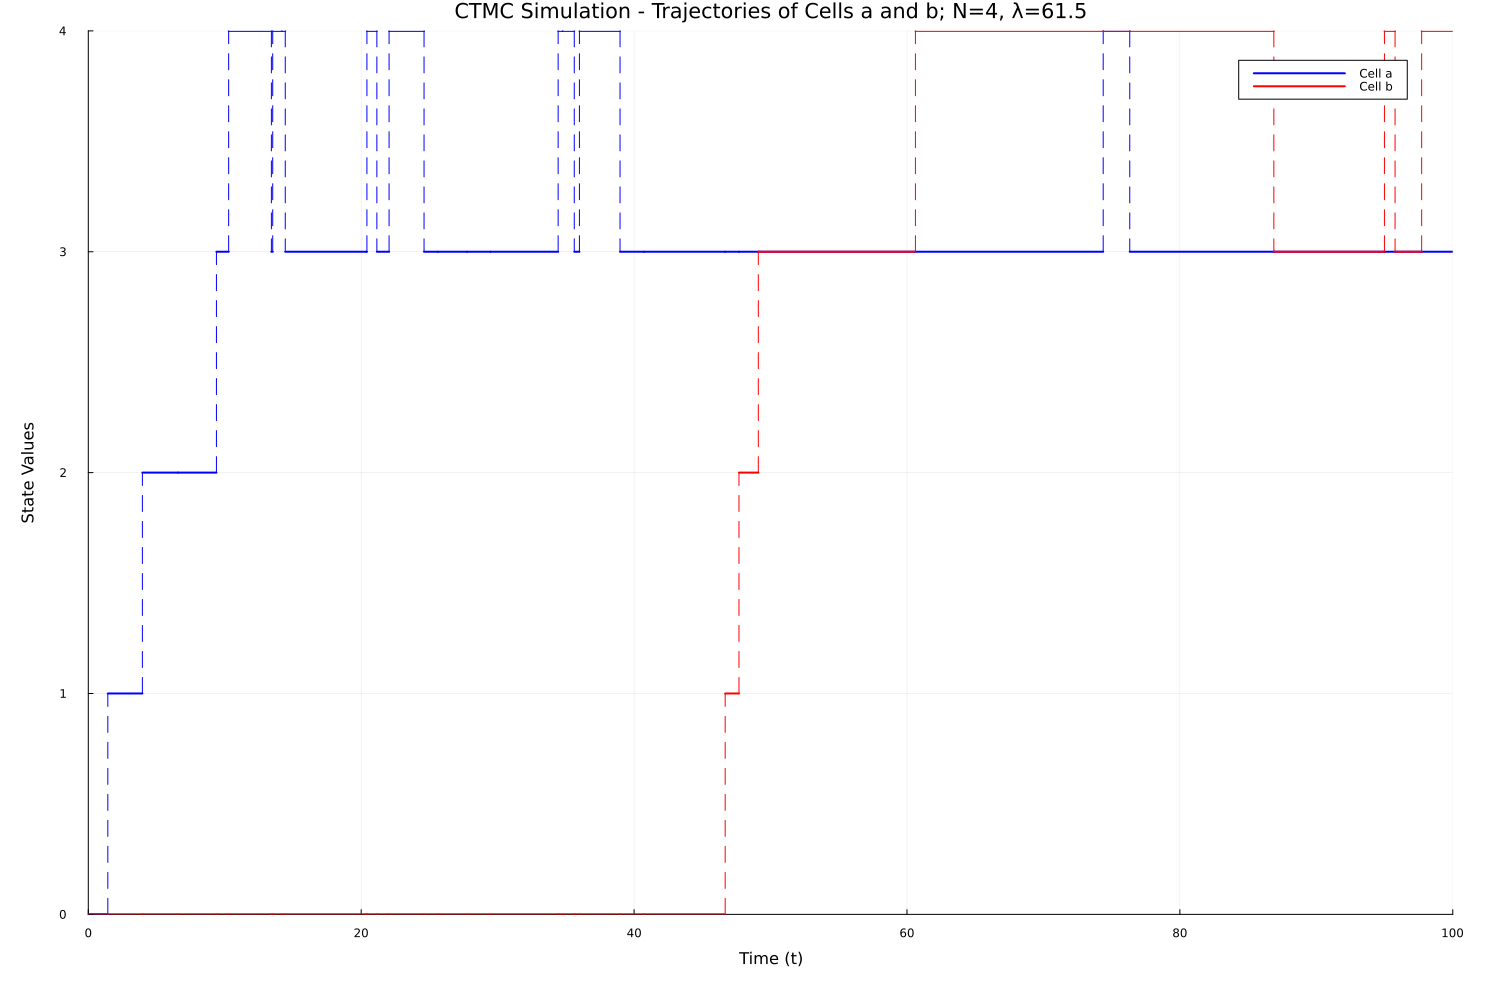 CTMC Simulation - Trajectories of Cells a and b; N=4, λ=61.5
4
Cell a
Cell b
3
State Values
2
1
0
0 20 40 60 80 100
Time (t)